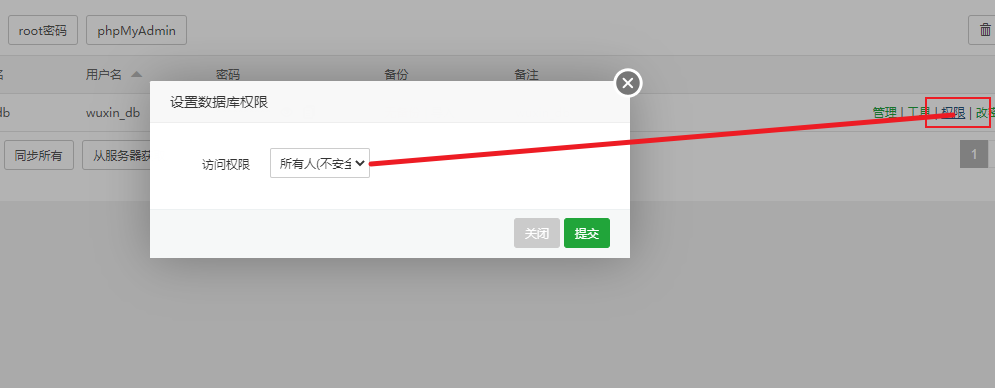 root密码 phpMyAdmin
名 用户名 密码 备份 备注
设置数据库权限
db wuxin_db 管理 | 工具 | 权限 | 改
访问权限 所有人(不安全
同步所有 从服务器获
1
关闭 提交